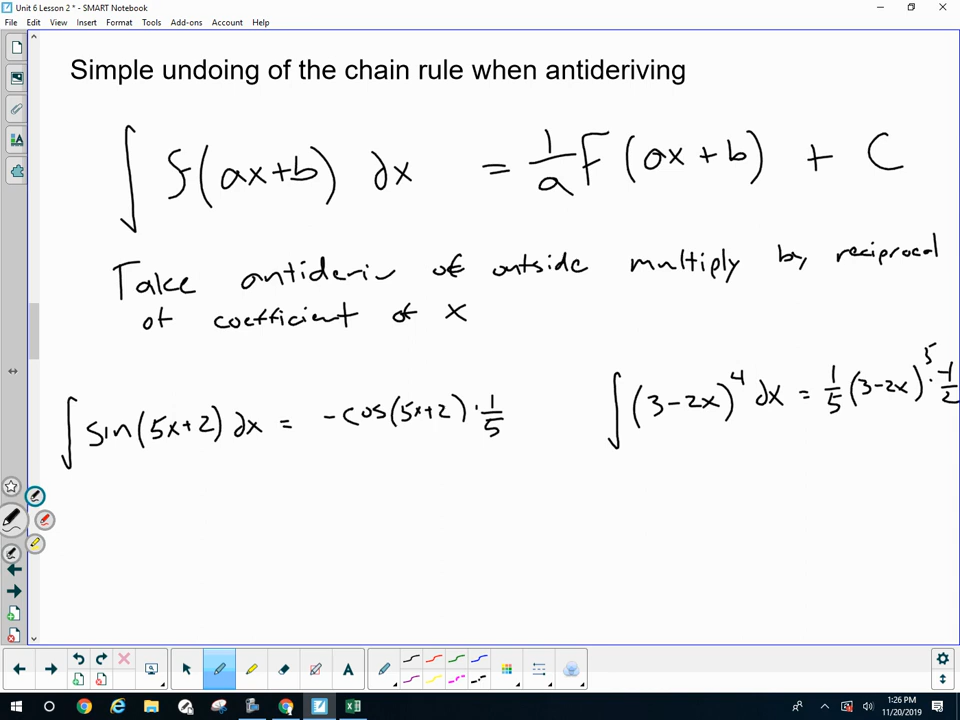 Unit 6 Lesson 2 * - SMART Notebook
File Edit View Insert Format Tools Add-ons Account Help
Simple undoing of the chain rule when antideriving
∫ f(ax+b) dx = 1/a F(ax+b) + C
Take antideriv of outside multiply by reciprocal
of coefficient of x
∫ sin(5x+2) dx = -cos(5x+2) · 1/5
∫ (3-2x)^4 dx = 1/5 (3-2x)^5 · -1/2
A
1:26 PM
11/20/2019